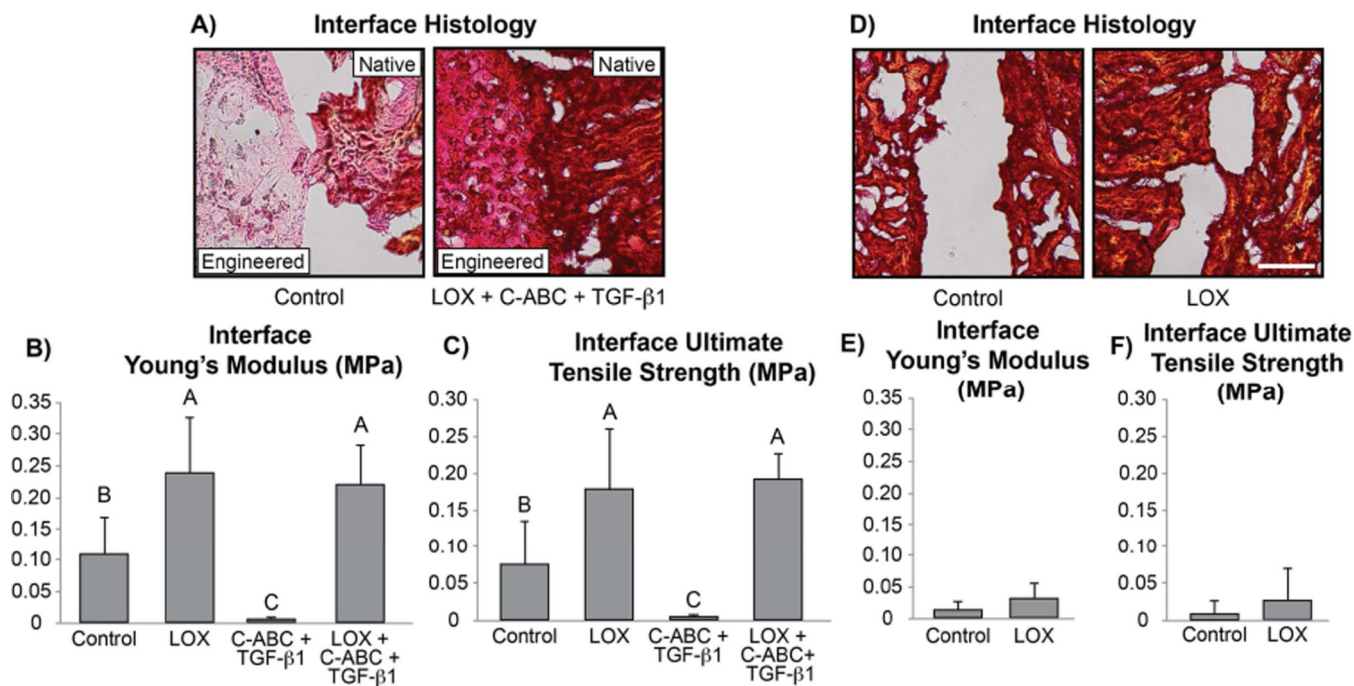 A) Interface Histology
Native
Native
Engineered
Engineered
Control
LOX + C-ABC + TGF-β1
D) Interface Histology
Control
LOX
B)
Interface
Young's Modulus (MPa)
0.35
0.30
0.25
0.20
0.15
0.10
0.05
0
B
A
C
A
Control
LOX
C-ABC +
TGF-β1
LOX +
C-ABC +
TGF-β1
C)
Interface Ultimate
Tensile Strength (MPa)
0.35
0.30
0.25
0.20
0.15
0.10
0.05
0
B
A
C
A
Control
LOX
C-ABC +
TGF-β1
LOX +
C-ABC+
TGF-β1
E)
Interface
Young's Modulus
(MPa)
0.35
0.30
0.25
0.20
0.15
0.10
0.05
0
Control
LOX
F)
Interface Ultimate
Tensile Strength
(MPa)
0.35
0.30
0.25
0.20
0.15
0.10
0.05
0
Control
LOX